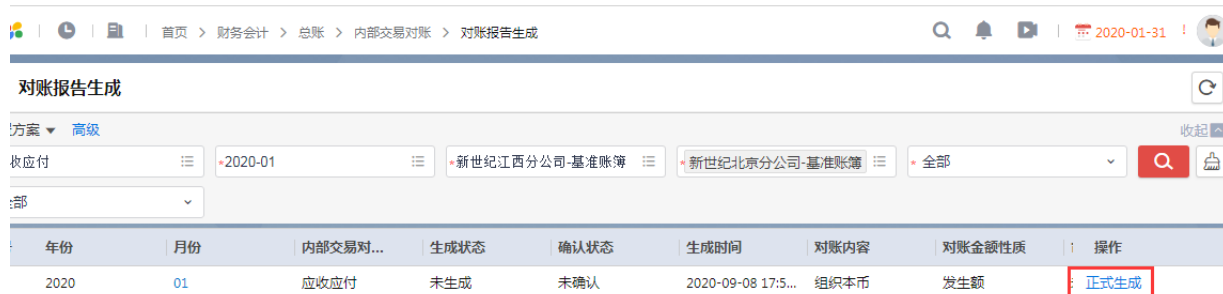 首页 > 财务会计 > 总账 > 内部交易对账 > 对账报告生成 2020-01-31 !
对账报告生成
方案 高级 收起
收应付 *2020-01 *新世纪江西分公司-基准账簿 *新世纪北京分公司-基准账簿 *全部
部
年份 月份 内部交易对... 生成状态 确认状态 生成时间 对账内容 对账金额性质 操作
2020 01 应收应付 未生成 未确认 2020-09-08 17:5... 组织本币 发生额 正式生成